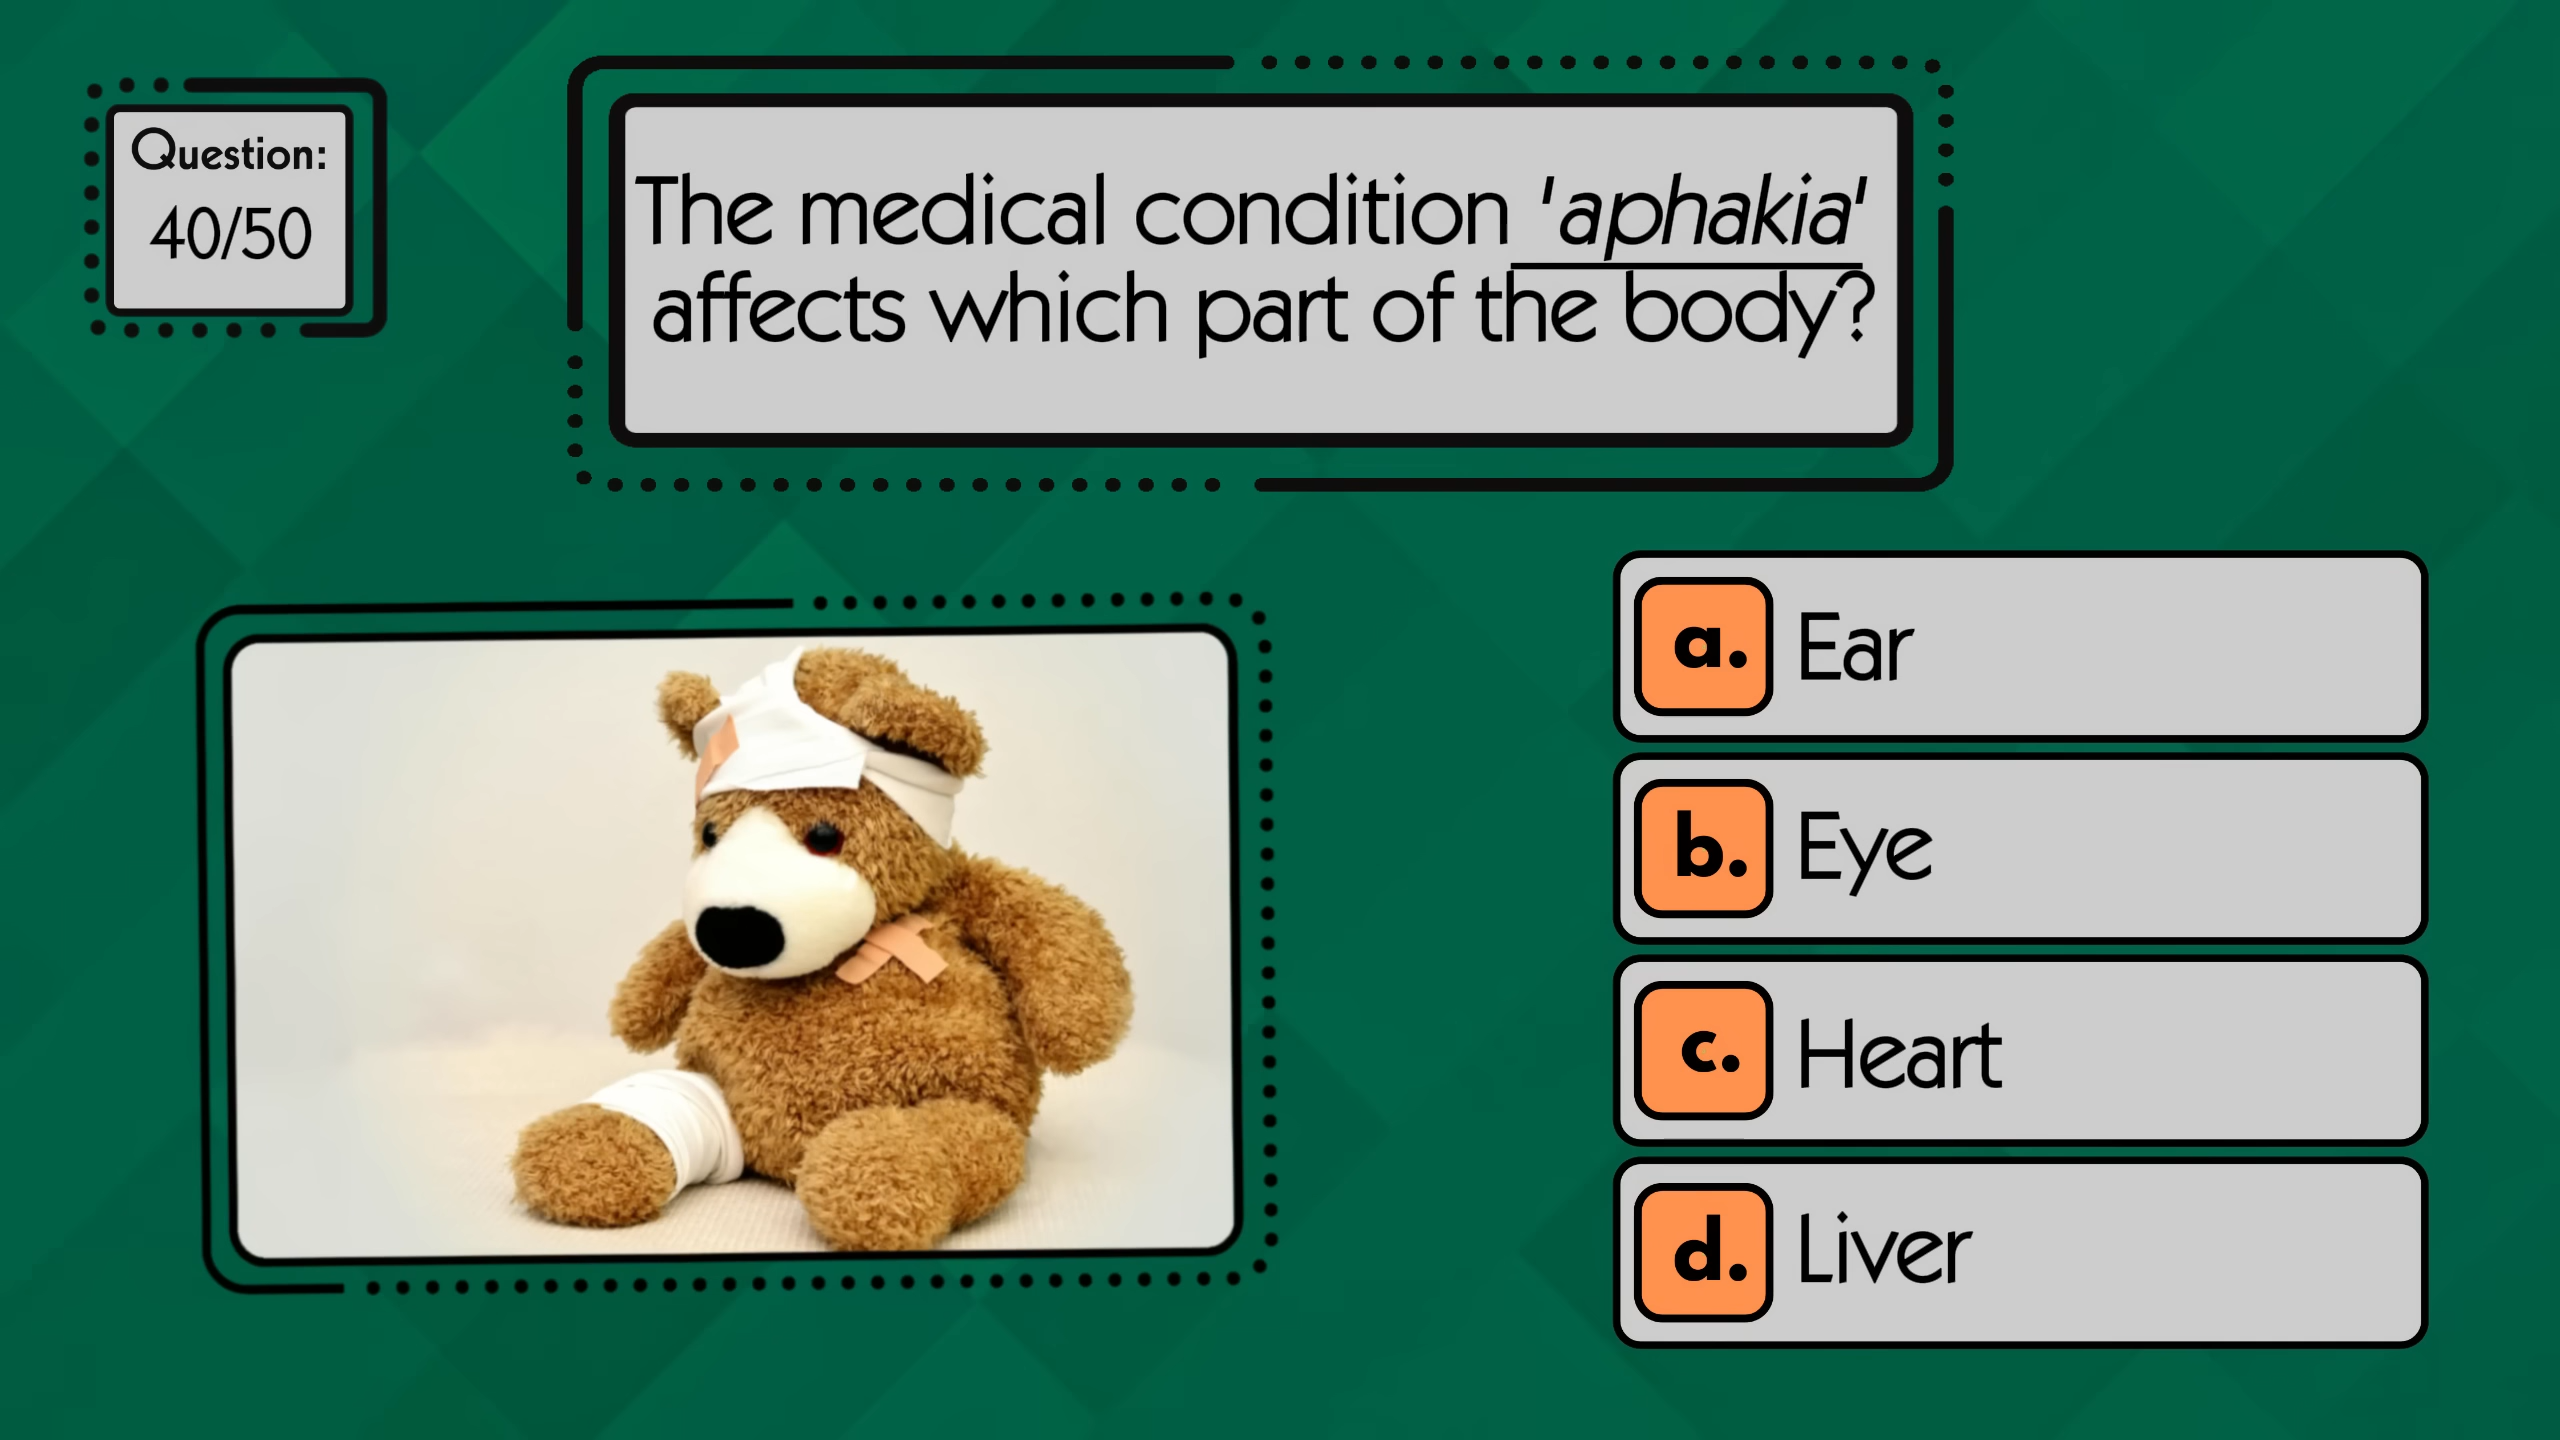 Question:
40/50
The medical condition 'aphakia'
affects which part of the body?
a. Ear
b. Eye
c. Heart
d. Liver